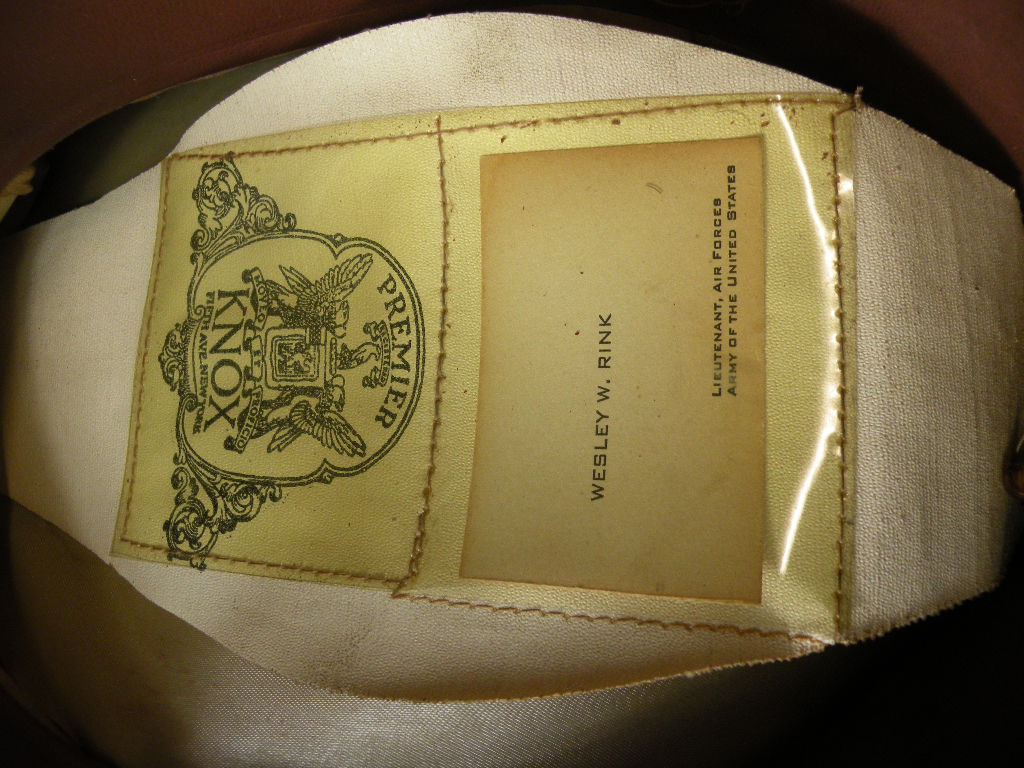 PREMIER
KNOX
FIFTH AVE. NEW YORK
WESLEY W. RINK
LIEUTENANT, AIR FORCES
ARMY OF THE UNITED STATES